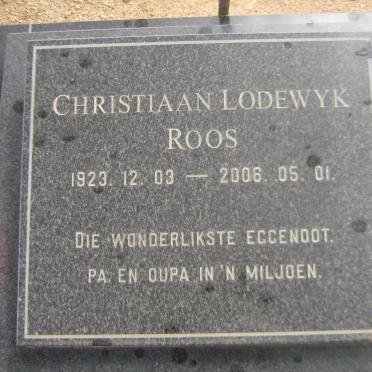 CHRISTIAAN LODEWYK
ROOS
1923. 12. 03 — 2006. 05. 01.
DIE WONDERLIKSTE EGGENOOT.
PA EN OUPA IN 'N MILJOEN.